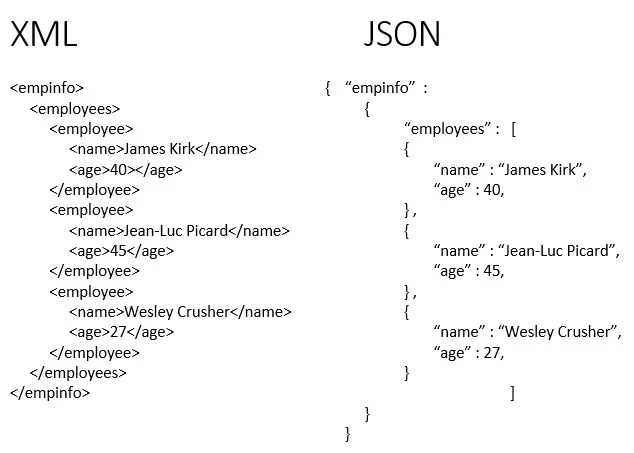 XML
<empinfo>
<employees>
<employee>
<name>James Kirk</name>
<age>40></age>
</employee>
<employee>
<name>Jean-Luc Picard</name>
<age>45</age>
</employee>
<employee>
<name>Wesley Crusher</name>
<age>27</age>
</employee>
</employees>
</empinfo>
JSON
{ “empinfo” :
{
“employees” : [
{
“name” : “James Kirk”,
“age” : 40,
} ,
{
“name” : “Jean-Luc Picard”,
“age” : 45,
} ,
{
“name” : “Wesley Crusher”,
“age” : 27,
}
]
}
}